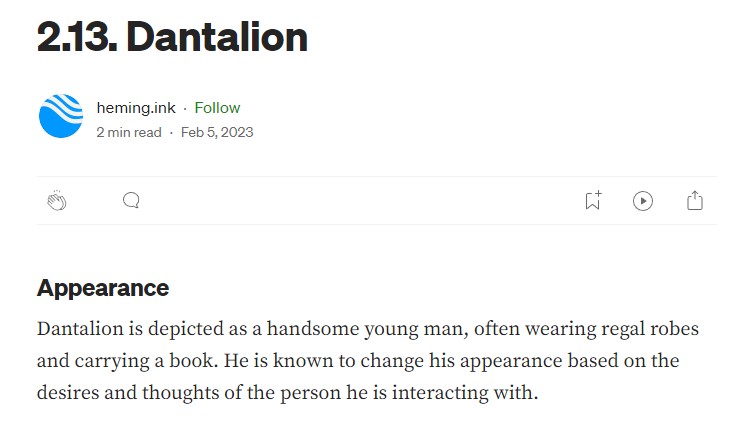 2.13. Dantalion
heming.ink · Follow
2 min read · Feb 5, 2023
Appearance
Dantalion is depicted as a handsome young man, often wearing regal robes
and carrying a book. He is known to change his appearance based on the
desires and thoughts of the person he is interacting with.